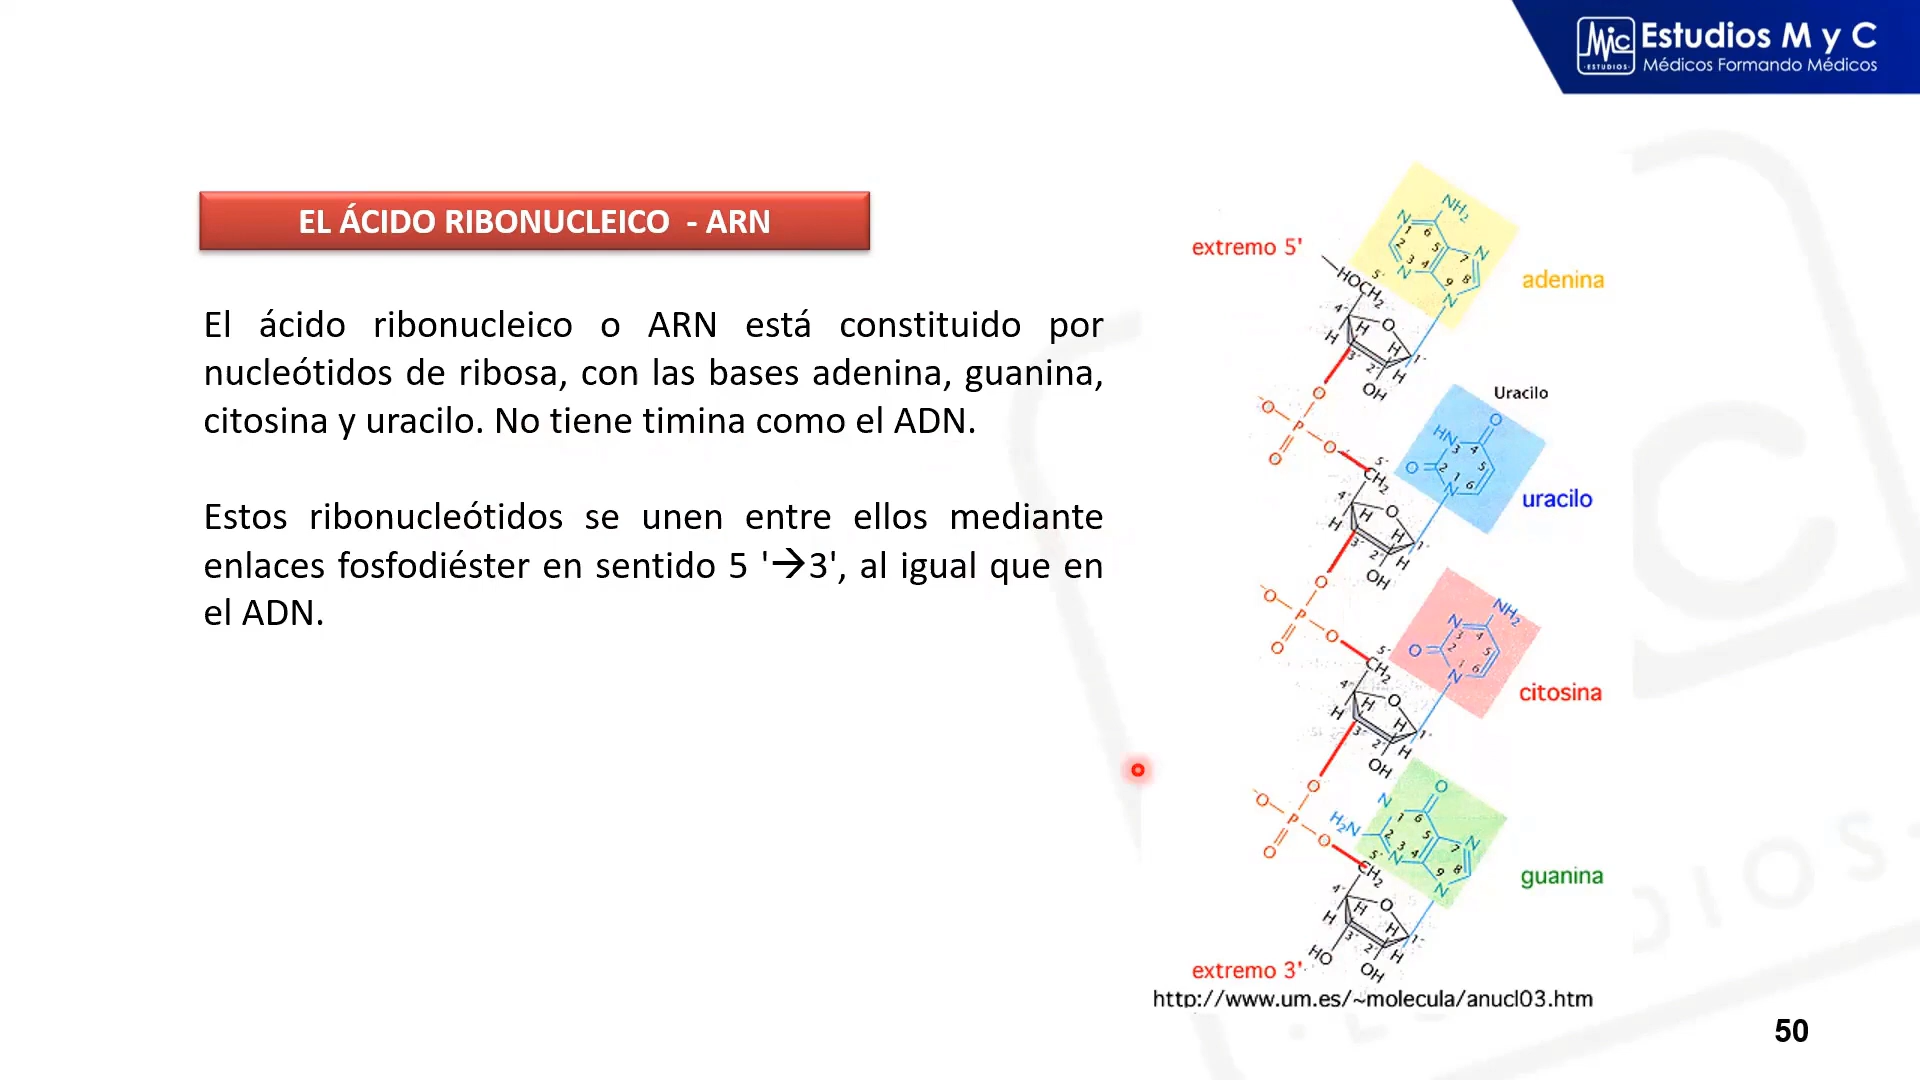 Mic
ESTUDIOS
Estudios M y C
Médicos Formando Médicos
EL ÁCIDO RIBONUCLEICO - ARN
El ácido ribonucleico o ARN está constituido por
nucleótidos de ribosa, con las bases adenina, guanina,
citosina y uracilo. No tiene timina como el ADN.
Estos ribonucleótidos se unen entre ellos mediante
enlaces fosfodiéster en sentido 5 '→3', al igual que en
el ADN.
extremo 5'
adenina
Uracilo
uracilo
citosina
guanina
extremo 3'
http://www.um.es/~molecula/anucl03.htm
50